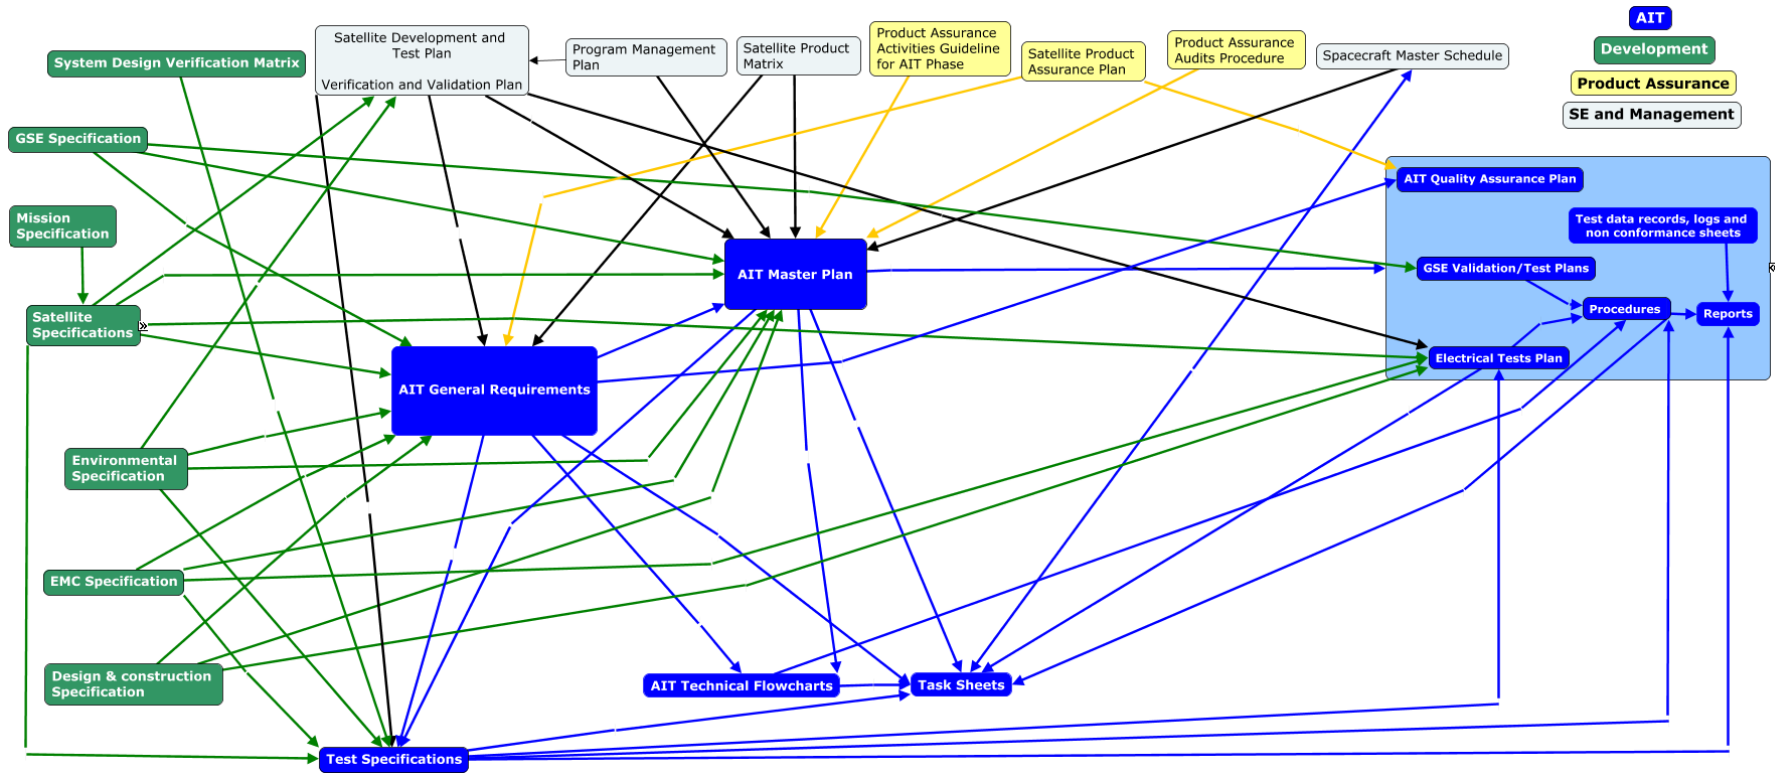 AIT
Development
Product Assurance
SE and Management
System Design Verification Matrix
Satellite Development and
Test Plan
Verification and Validation Plan
Program Management
Plan
Satellite Product
Matrix
Product Assurance
Activities Guideline
for AIT Phase
Satellite Product
Assurance Plan
Product Assurance
Audits Procedure
Spacecraft Master Schedule
GSE Specification
Mission
Specification
Satellite
Specifications
»
Environmental
Specification
EMC Specification
Design & construction
Specification
AIT Master Plan
AIT General Requirements
AIT Quality Assurance Plan
Test data records, logs and
non conformance sheets
GSE Validation/Test Plans
Procedures
Reports
Electrical Tests Plan
AIT Technical Flowcharts
Task Sheets
Test Specifications